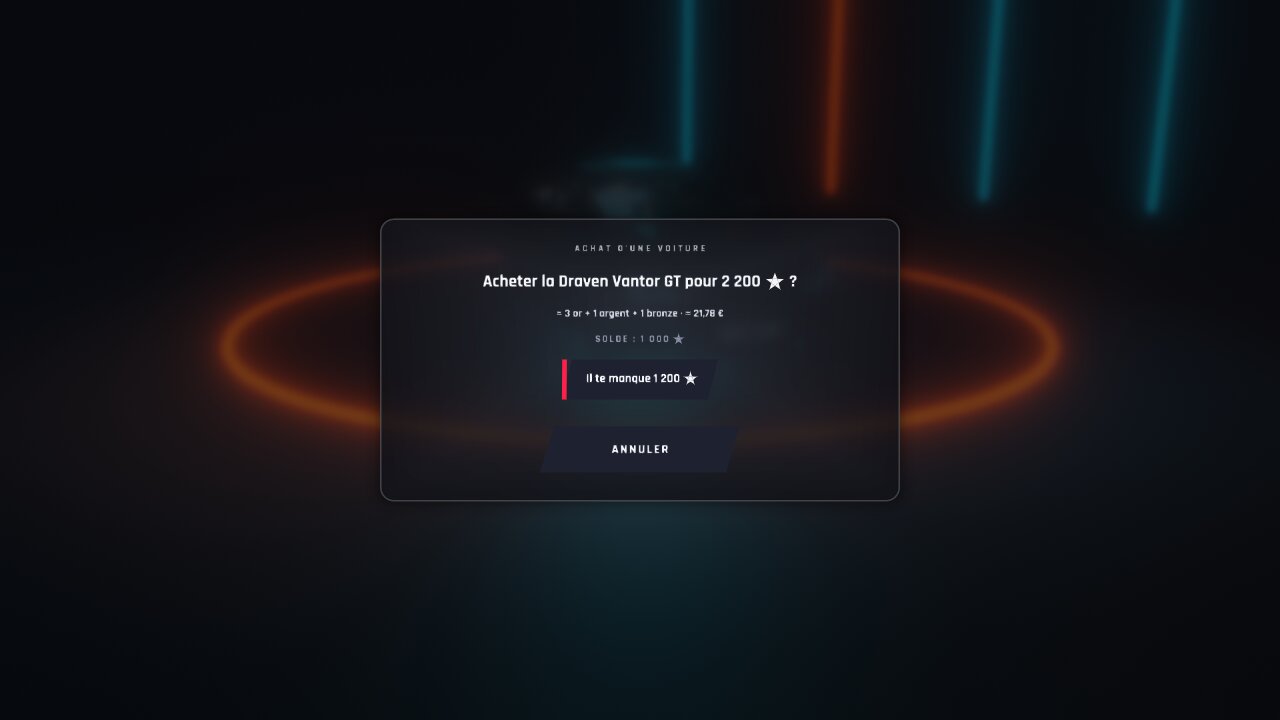 ACHAT D'UNE VOITURE
Acheter la Draven Vantor GT pour 2 200 ★ ?
≈ 3 or + 1 argent + 1 bronze · ≈ 21,78 €
SOLDE : 1 000 ★
Il te manque 1 200 ★
ANNULER